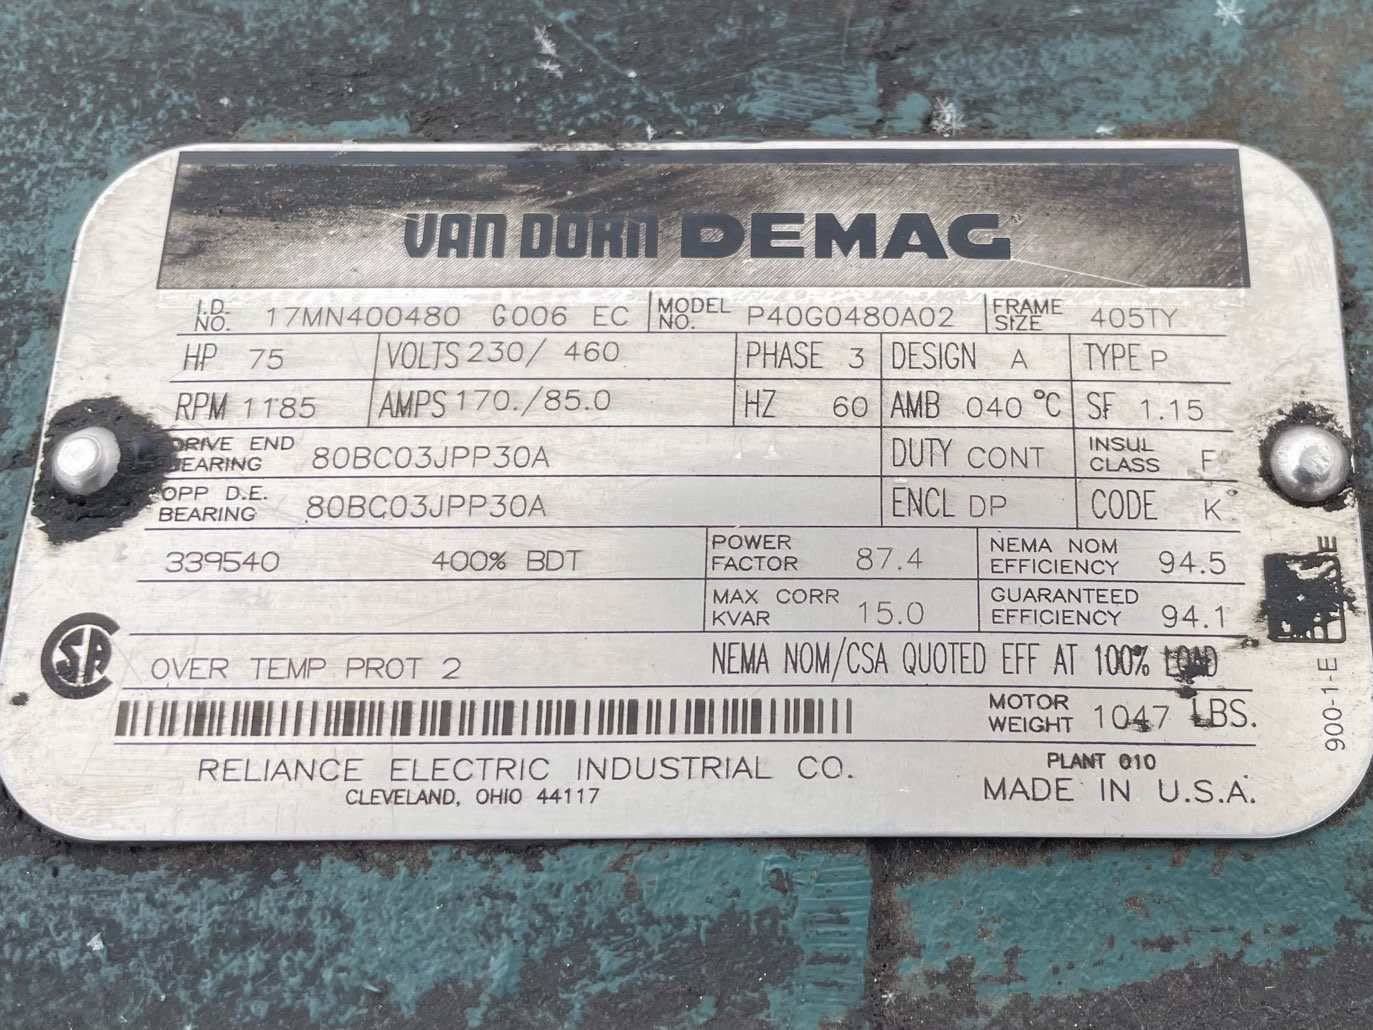 VAN DORN DEMAG
I.D. NO. 17MN400480 G006 EC MODEL NO. P40G0480A02 FRAME SIZE 405TY
HP 75 VOLTS 230/ 460 PHASE 3 DESIGN A TYPE P
RPM 1185 AMPS 170./85.0 HZ 60 AMB 040 °C SF 1.15
DRIVE END BEARING 80BC03JPP30A DUTY CONT INSUL CLASS F
OPP D.E. BEARING 80BC03JPP30A ENCL DP CODE K
339540 400% BDT POWER FACTOR 87.4 NEMA NOM EFFICIENCY 94.5
MAX CORR KVAR 15.0 GUARANTEED EFFICIENCY 94.1
OVER TEMP PROT 2 NEMA NOM/CSA QUOTED EFF AT 100% LOAD
MOTOR WEIGHT 1047 LBS.
RELIANCE ELECTRIC INDUSTRIAL CO. PLANT 010
CLEVELAND, OHIO 44117 MADE IN U.S.A.
900-1-E